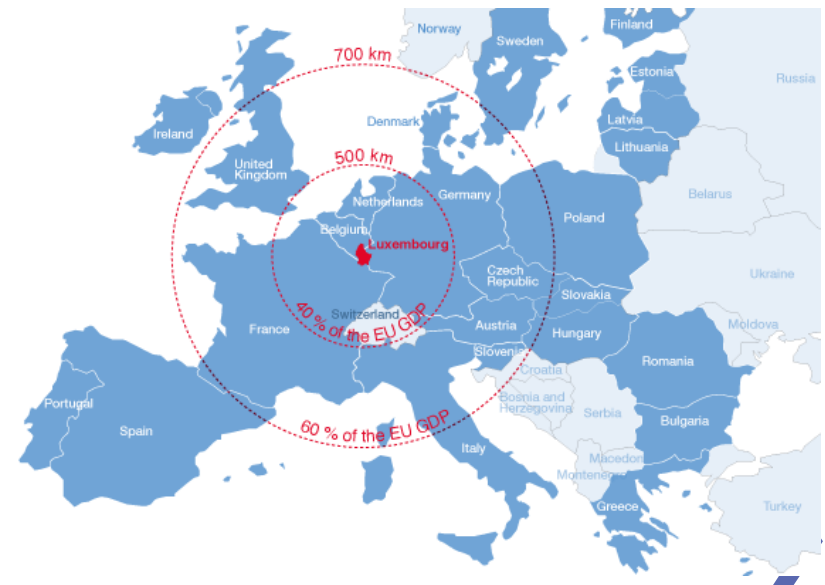 Norway
Finland
Sweden
700 km
Estonia
Russia
Denmark
Latvia
Ireland
Lithuania
500 km
United
Kingdom
Germany
Belarus
Netherlands
Poland
Belgium
Luxembourg
Czech
Republic
Ukraine
Slovakia
Switzerland
40 % of the EU GDP
France
Austria
Moldova
Hungary
Slovenia
Romania
Croatia
Portugal
Bosnia and
Herzegovina
Serbia
Spain
60 % of the EU GDP
Bulgaria
Italy
Macedon
Montenegro
Greece
Turkey